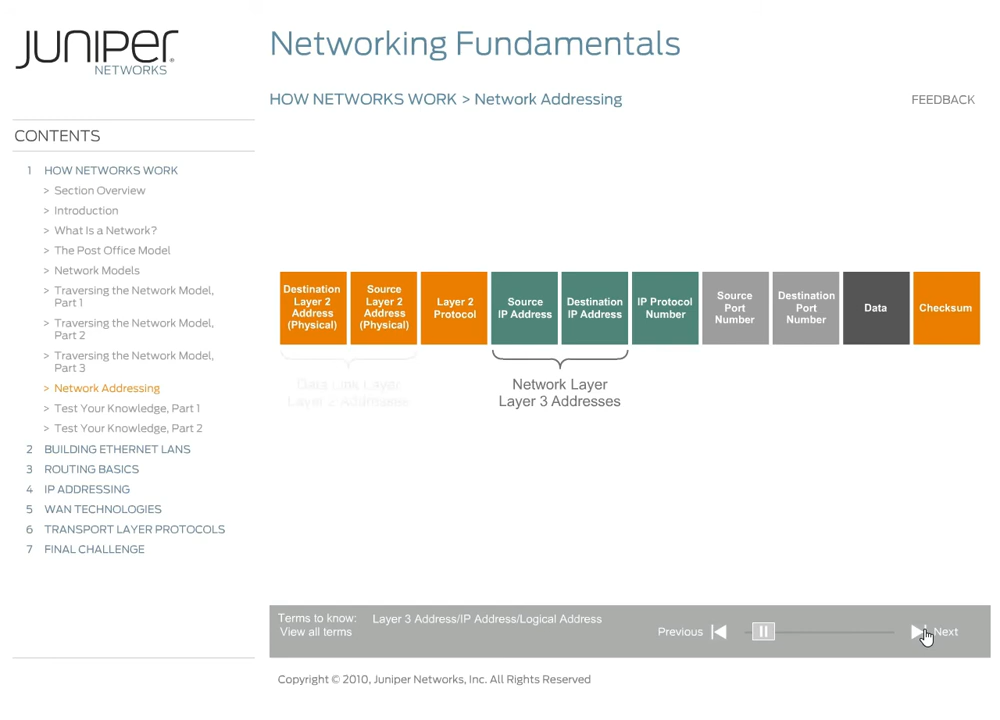 JUNIPER
NETWORKS
Networking Fundamentals
HOW NETWORKS WORK > Network Addressing
FEEDBACK
CONTENTS
1 HOW NETWORKS WORK
> Section Overview
> Introduction
> What Is a Network?
> The Post Office Model
> Network Models
> Traversing the Network Model,
Part 1
> Traversing the Network Model,
Part 2
> Traversing the Network Model,
Part 3
> Network Addressing
> Test Your Knowledge, Part 1
> Test Your Knowledge, Part 2
2 BUILDING ETHERNET LANS
3 ROUTING BASICS
4 IP ADDRESSING
5 WAN TECHNOLOGIES
6 TRANSPORT LAYER PROTOCOLS
7 FINAL CHALLENGE
Destination
Layer 2
Address
(Physical)
Source
Layer 2
Address
(Physical)
Layer 2
Protocol
Source
IP Address
Destination
IP Address
IP Protocol
Number
Source
Port
Number
Destination
Port
Number
Data
Checksum
Data Link Layer
Layer 2 Addresses
Network Layer
Layer 3 Addresses
Terms to know: Layer 3 Address/IP Address/Logical Address
View all terms
Previous
Next
Copyright © 2010, Juniper Networks, Inc. All Rights Reserved